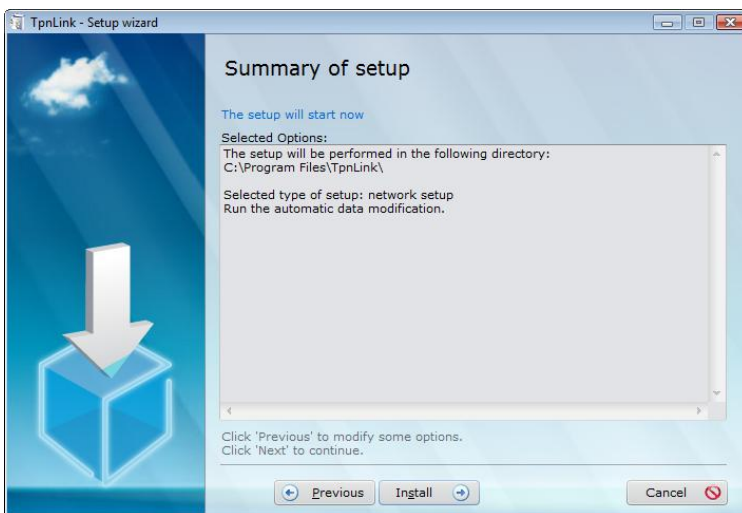 TpnLink - Setup wizard
Summary of setup
The setup will start now
Selected Options:
The setup will be performed in the following directory:
C:\Program Files\TpnLink\
Selected type of setup: network setup
Run the automatic data modification.
Click 'Previous' to modify some options.
Click 'Next' to continue.
Previous Install Cancel